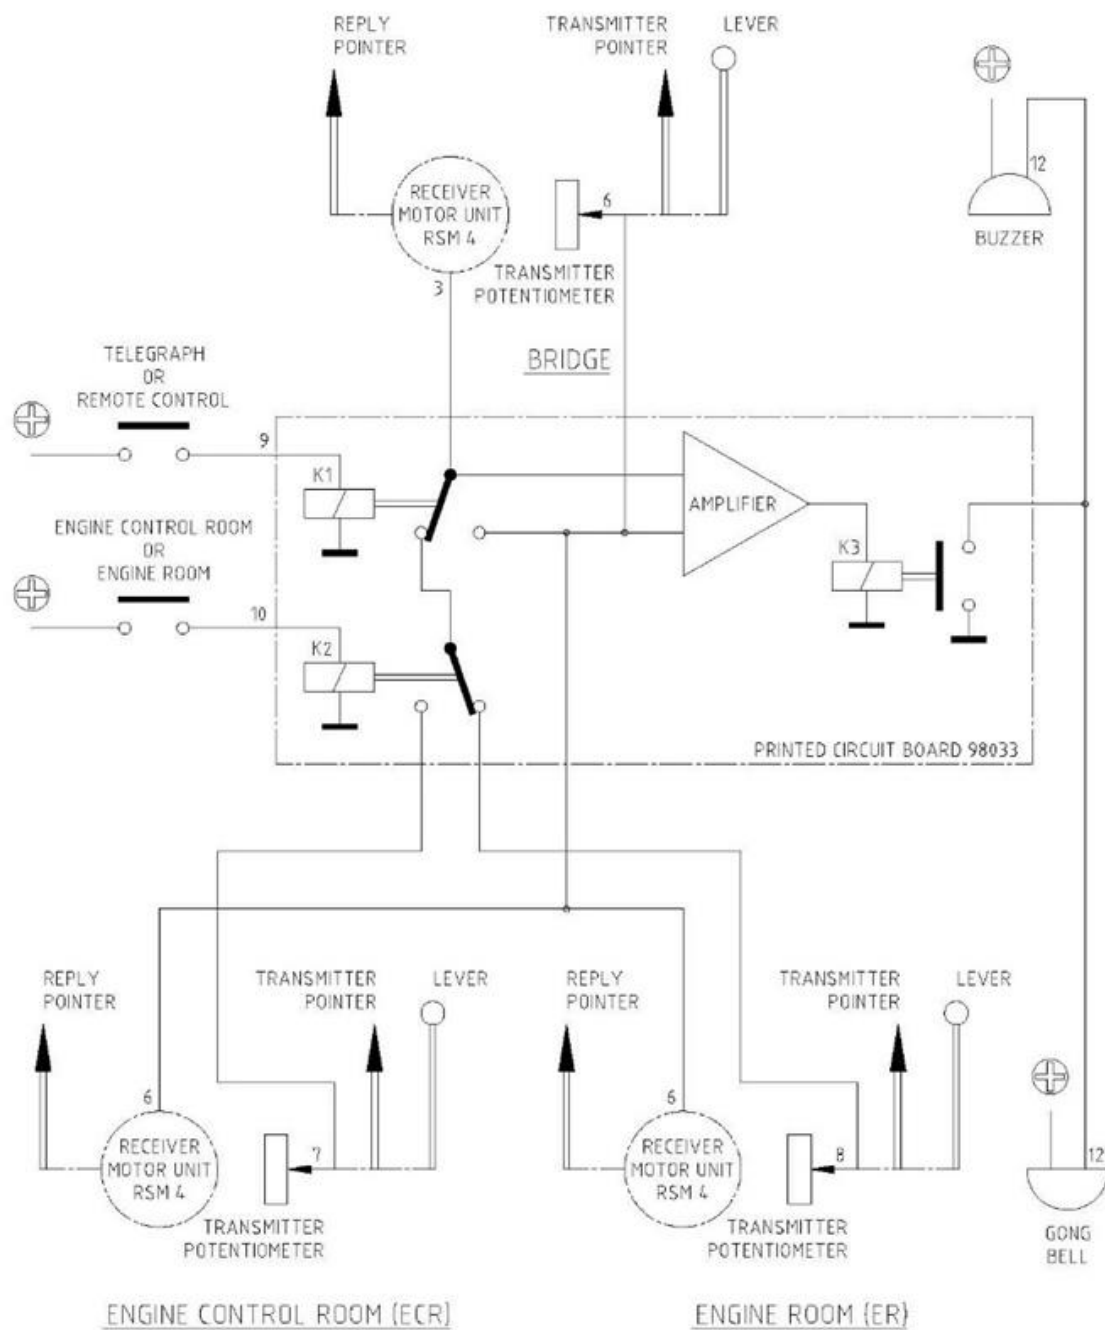 REPLY
POINTER
TRANSMITTER
POINTER
LEVER
RECEIVER
MOTOR UNIT
RSM 4
6
12
BUZZER
3
TRANSMITTER
POTENTIOMETER
BRIDGE
TELEGRAPH
OR
REMOTE CONTROL
9
K1
AMPLIFIER
ENGINE CONTROL ROOM
OR
ENGINE ROOM
K3
10
K2
PRINTED CIRCUIT BOARD 98033
REPLY
POINTER
TRANSMITTER
POINTER
LEVER
REPLY
POINTER
TRANSMITTER
POINTER
LEVER
6
RECEIVER
MOTOR UNIT
RSM 4
7
TRANSMITTER
POTENTIOMETER
6
RECEIVER
MOTOR UNIT
RSM 4
8
TRANSMITTER
POTENTIOMETER
12
GONG
BELL
ENGINE CONTROL ROOM (ECR)
ENGINE ROOM (ER)